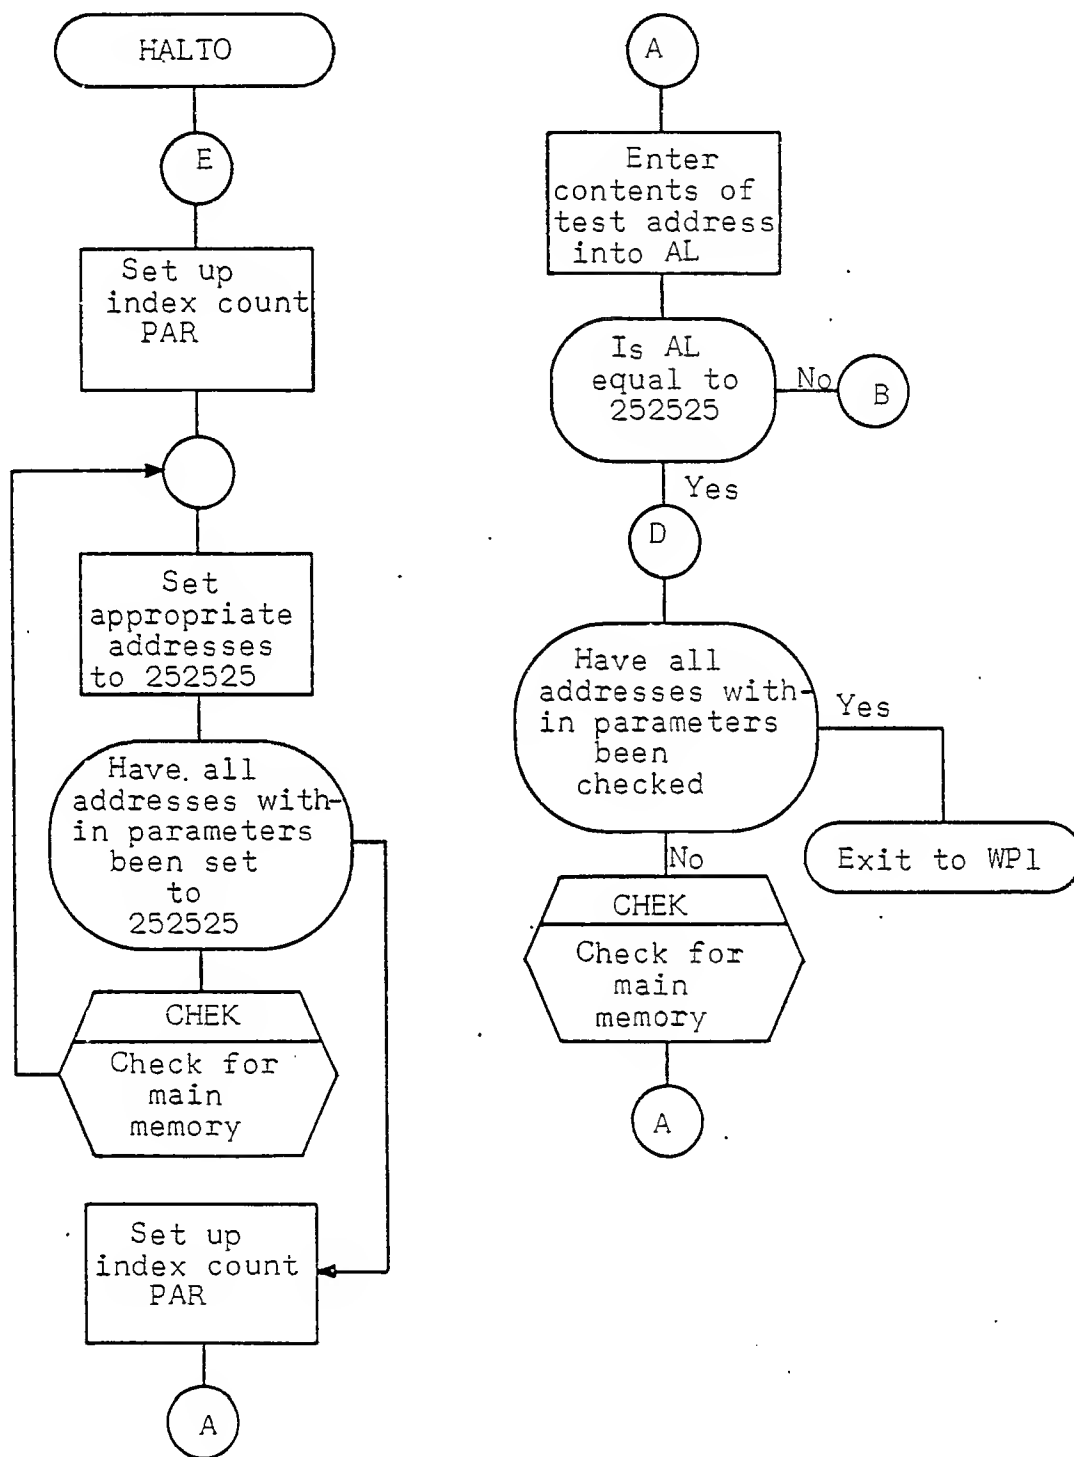 HALTO
E
Set up
index count
PAR
Set
appropriate
addresses
to 252525
Have all
addresses with-
in parameters
been set
to
252525
CHEK
Check for
main
memory
Set up
index count
PAR
A
A
Enter
contents of
test address
into AL
Is AL
equal to
252525
No
B
Yes
D
Have all
addresses with-
in parameters
been
checked
Yes
Exit to WP1
No
CHEK
Check for
main
memory
A